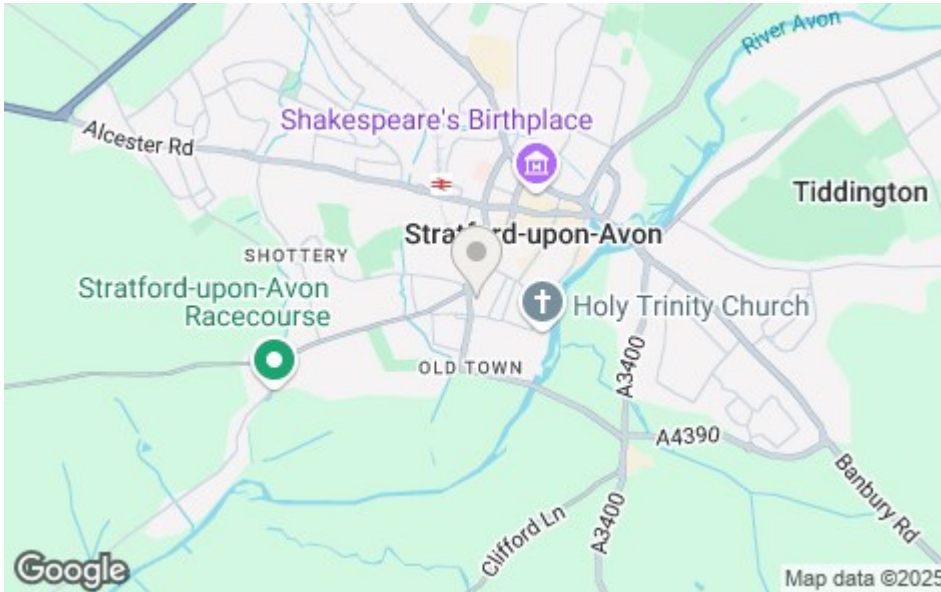 River Avon
Shakespeare's Birthplace
Alcester Rd
Tiddington
Stratford-upon-Avon
SHOTTERY
Stratford-upon-Avon
Racecourse
Holy Trinity Church
OLD TOWN
A3400
A4390
Banbury Rd
Clifford Ln
A3400
Google
Map data ©2025